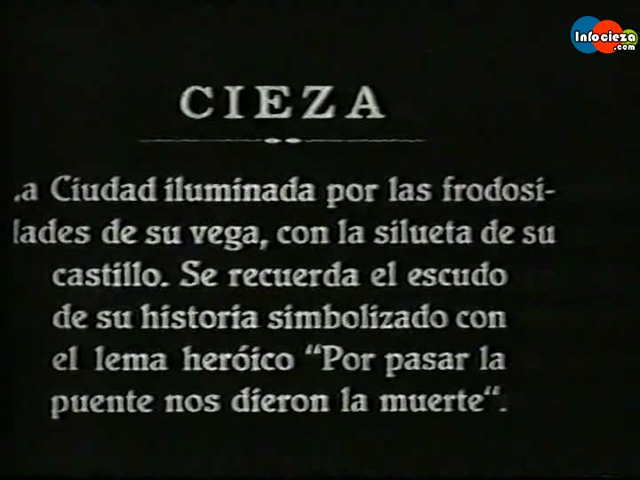 Infocieza
.com
CIEZA
.a Ciudad iluminada por las frodosi-
lades de su vega, con la silueta de su
castillo. Se recuerda el escudo
de su historia simbolizado con
el lema heróico "Por pasar la
puente nos dieron la muerte".